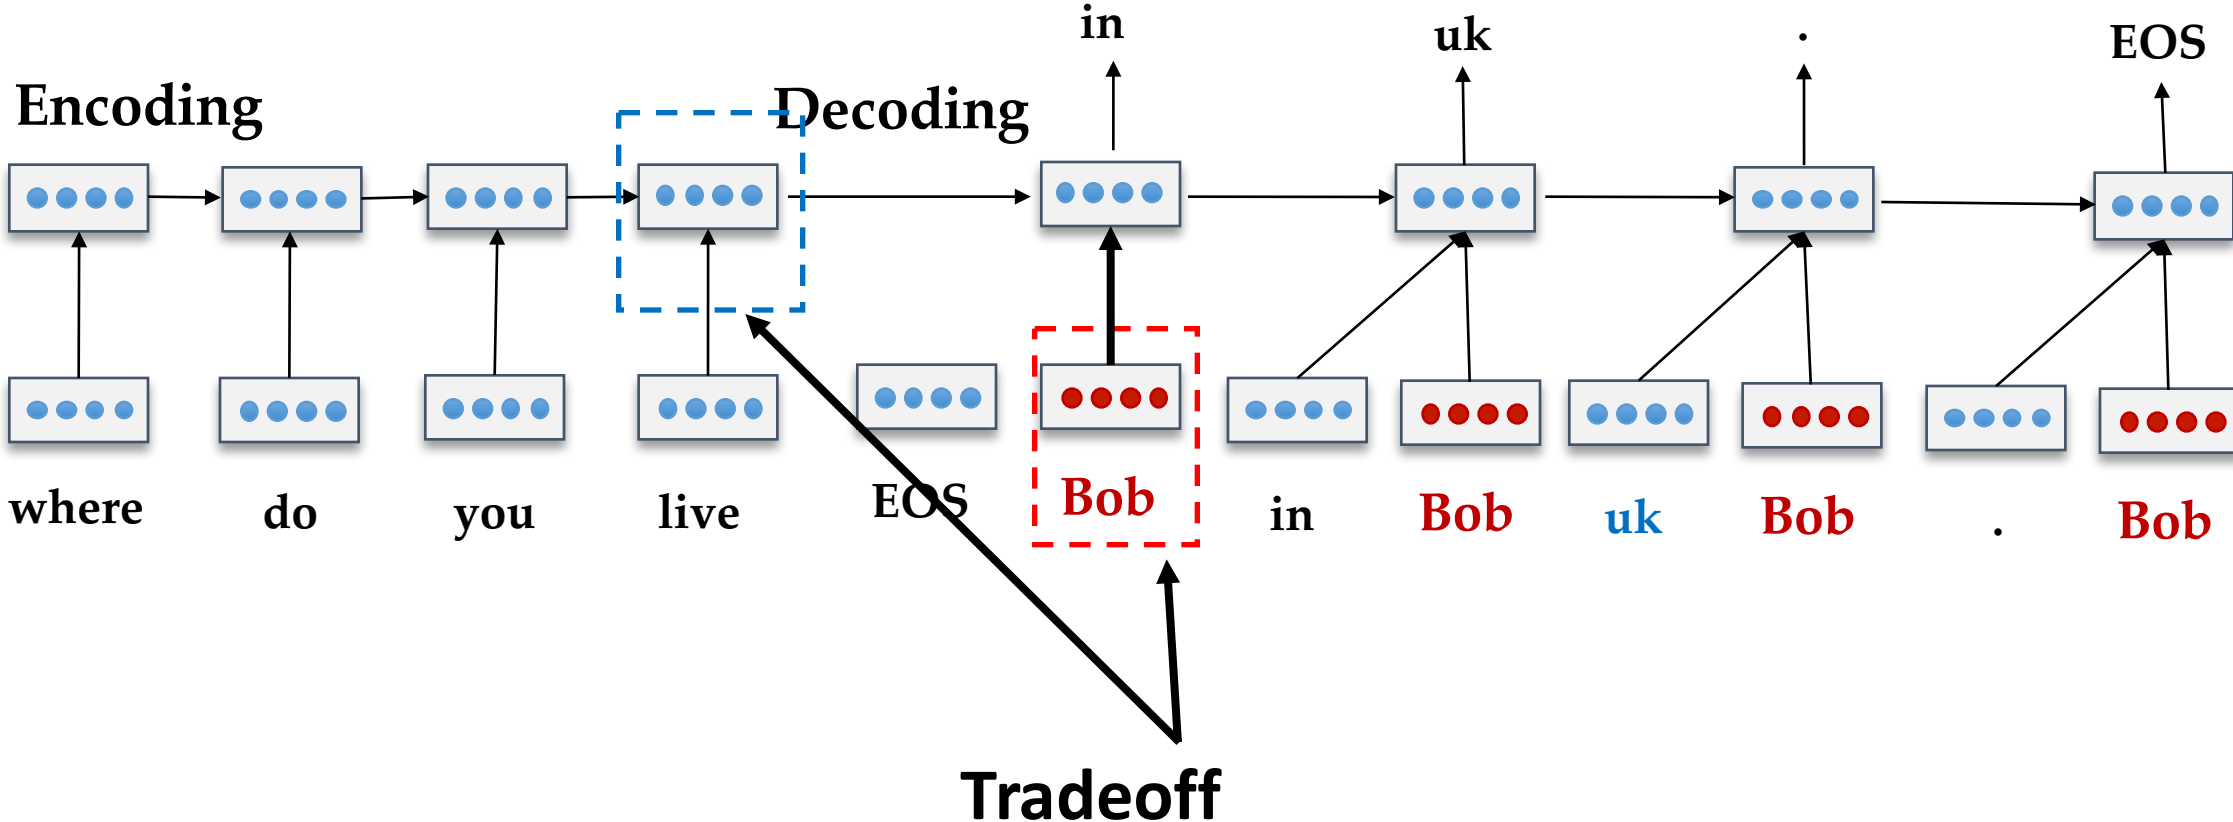 in
uk
.
EOS
Encoding
Decoding
where do you live EOS Bob in Bob uk Bob . Bob
Tradeoff